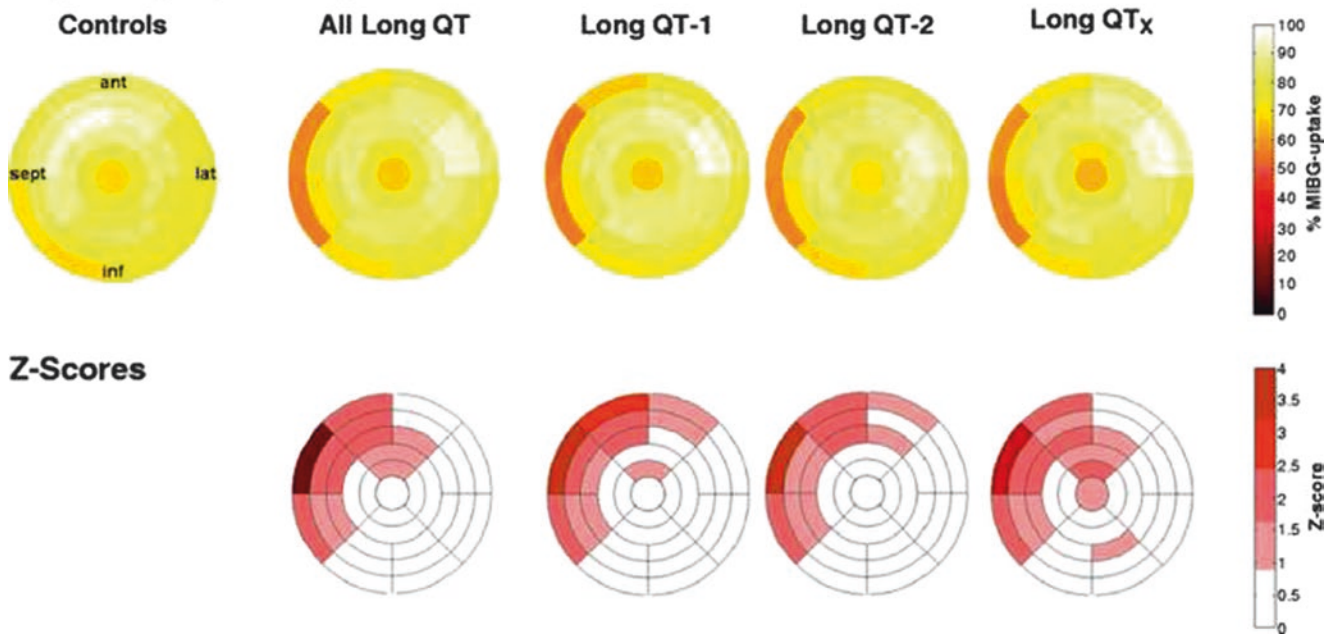 Controls
All Long QT
Long QT-1
Long QT-2
Long QTX
ant
sept
lat
inf
100
90
80
70
60
50
40
30
20
10
0
% MIBG-uptake
Z-Scores
4
3.5
3
2.5
2
1.5
1
0.5
0
Z-score